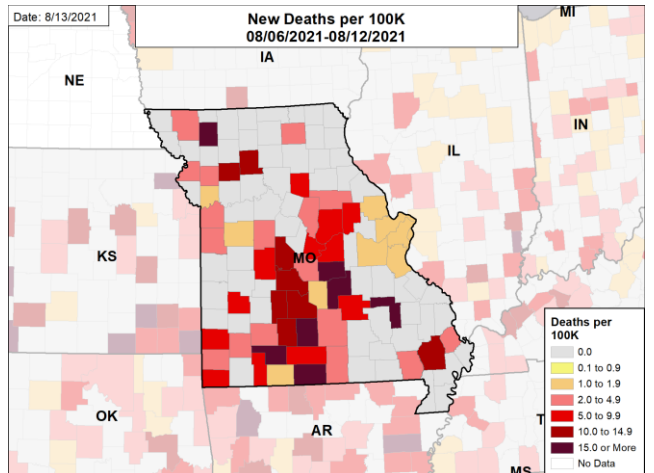 Date: 8/13/2021
New Deaths per 100K
08/06/2021-08/12/2021
MI
IA
NE
IN
IL
KS
MO
OK
AR
T
MS
Deaths per
100K
0.0
0.1 to 0.9
1.0 to 1.9
2.0 to 4.9
5.0 to 9.9
10.0 to 14.9
15.0 or More
No Data